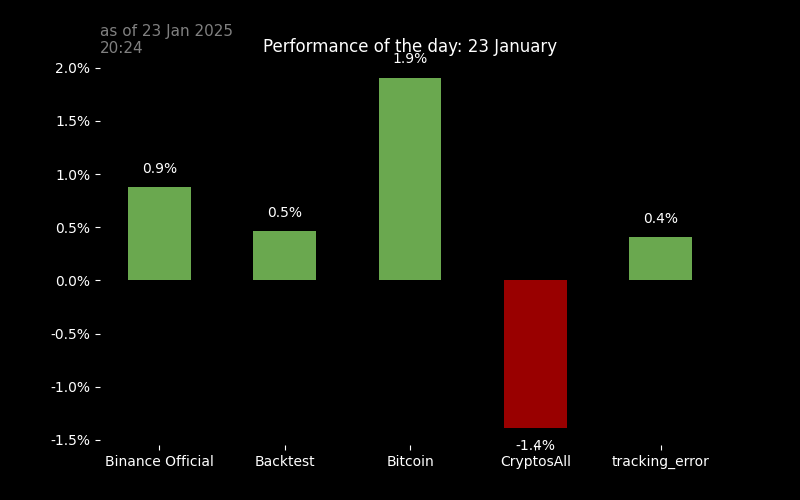 as of 23 Jan 2025
20:24
Performance of the day: 23 January
2.0%
1.5%
1.0%
0.5%
0.0%
-0.5%
-1.0%
-1.5%
0.9%
0.5%
1.9%
-1.4%
0.4%
Binance Official
Backtest
Bitcoin
CryptosAll
tracking_error